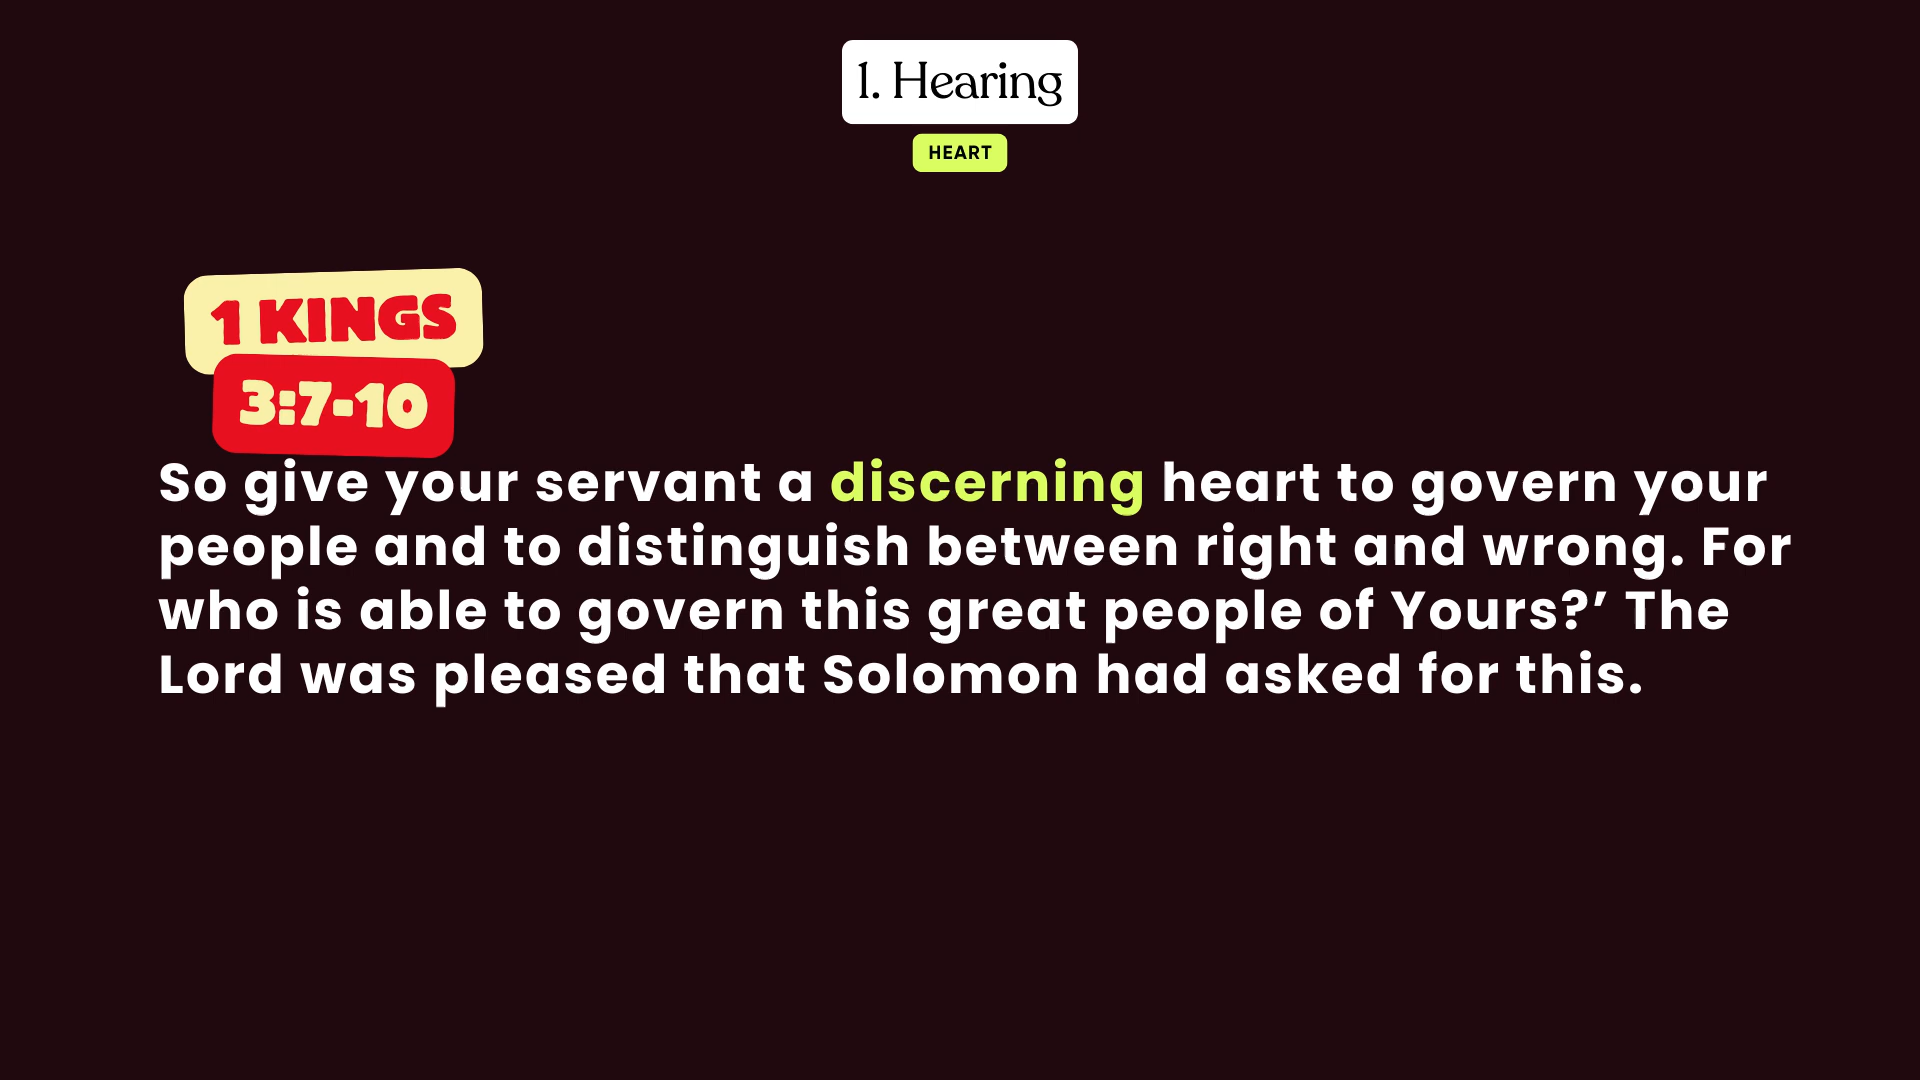 1. Hearing
HEART
1 KINGS
3:7-10
So give your servant a discerning heart to govern your
people and to distinguish between right and wrong. For
who is able to govern this great people of Yours?’ The
Lord was pleased that Solomon had asked for this.